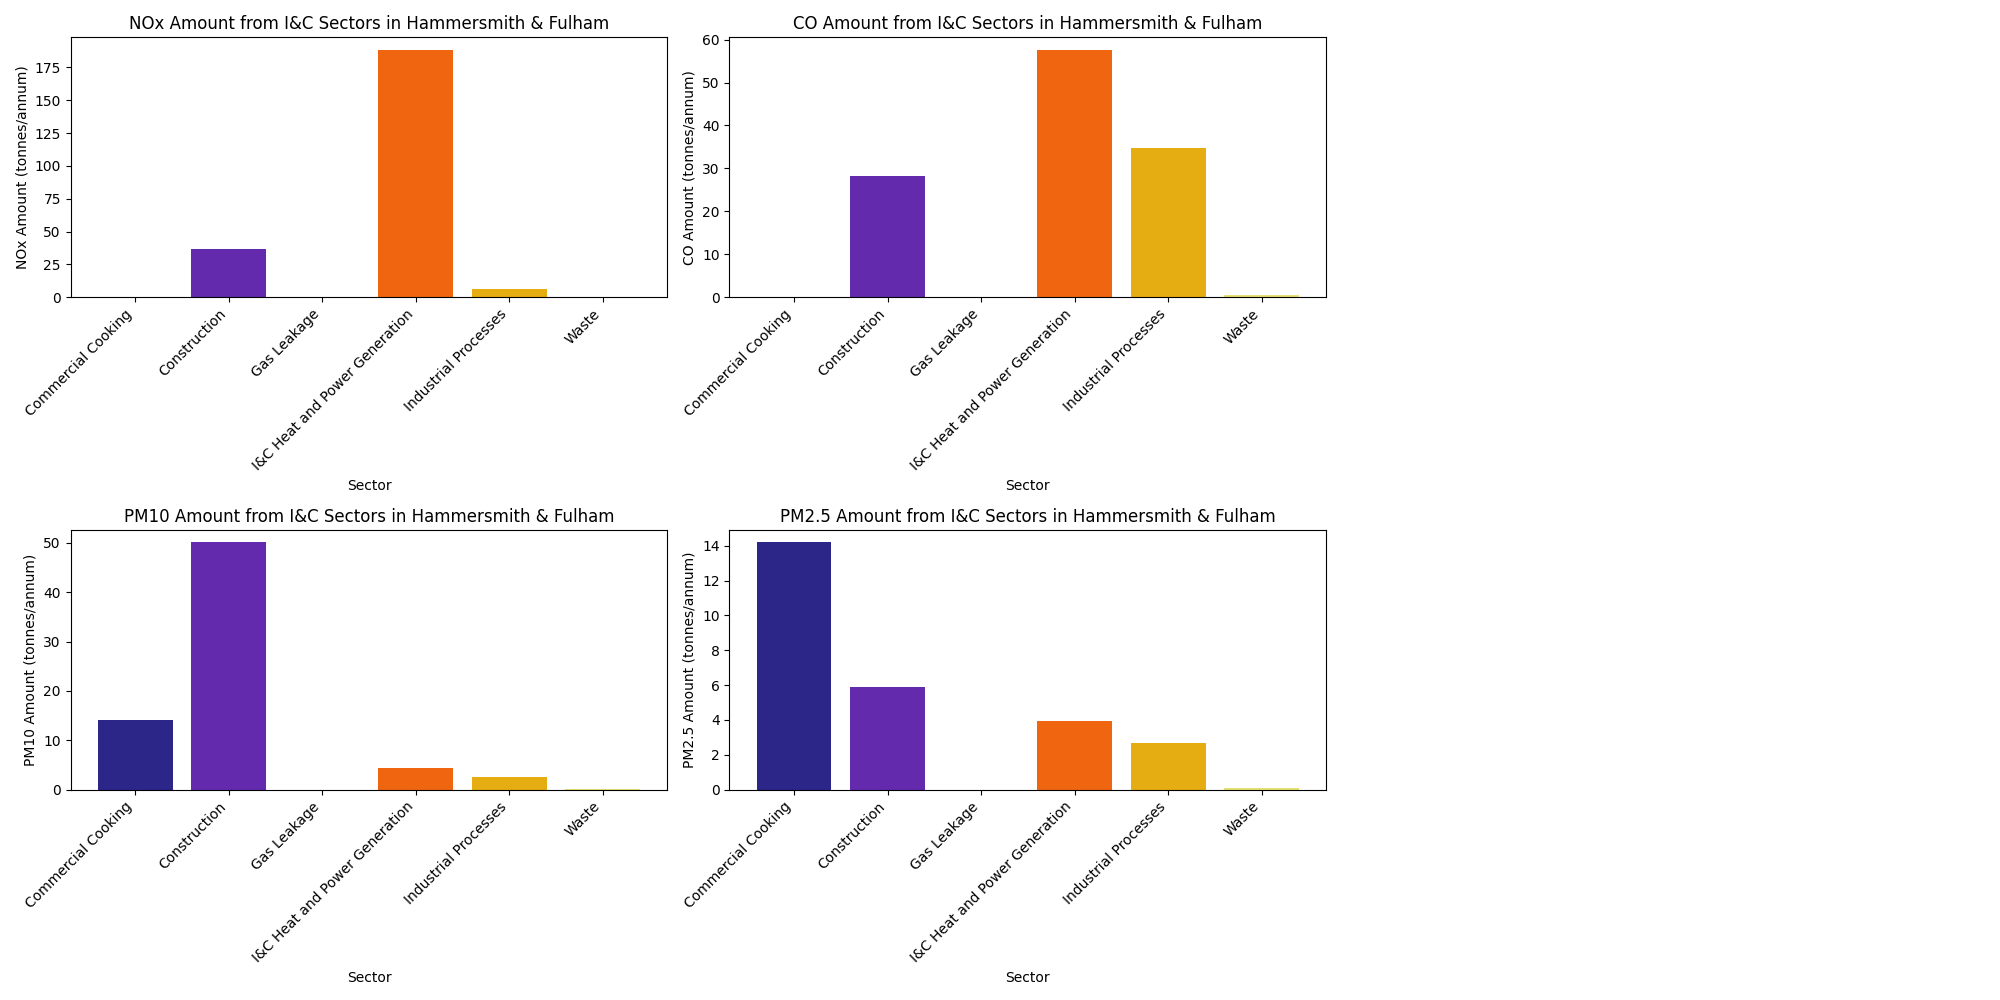 NOx Amount from I&C Sectors in Hammersmith & Fulham
NOx Amount (tonnes/annum)
175
150
125
100
75
50
25
0
Commercial Cooking
Construction
Gas Leakage
I&C Heat and Power Generation
Industrial Processes
Waste
Sector
CO Amount from I&C Sectors in Hammersmith & Fulham
CO Amount (tonnes/annum)
60
50
40
30
20
10
0
Commercial Cooking
Construction
Gas Leakage
I&C Heat and Power Generation
Industrial Processes
Waste
Sector
PM10 Amount from I&C Sectors in Hammersmith & Fulham
PM10 Amount (tonnes/annum)
50
40
30
20
10
0
Commercial Cooking
Construction
Gas Leakage
I&C Heat and Power Generation
Industrial Processes
Waste
Sector
PM2.5 Amount from I&C Sectors in Hammersmith & Fulham
PM2.5 Amount (tonnes/annum)
14
12
10
8
6
4
2
0
Commercial Cooking
Construction
Gas Leakage
I&C Heat and Power Generation
Industrial Processes
Waste
Sector